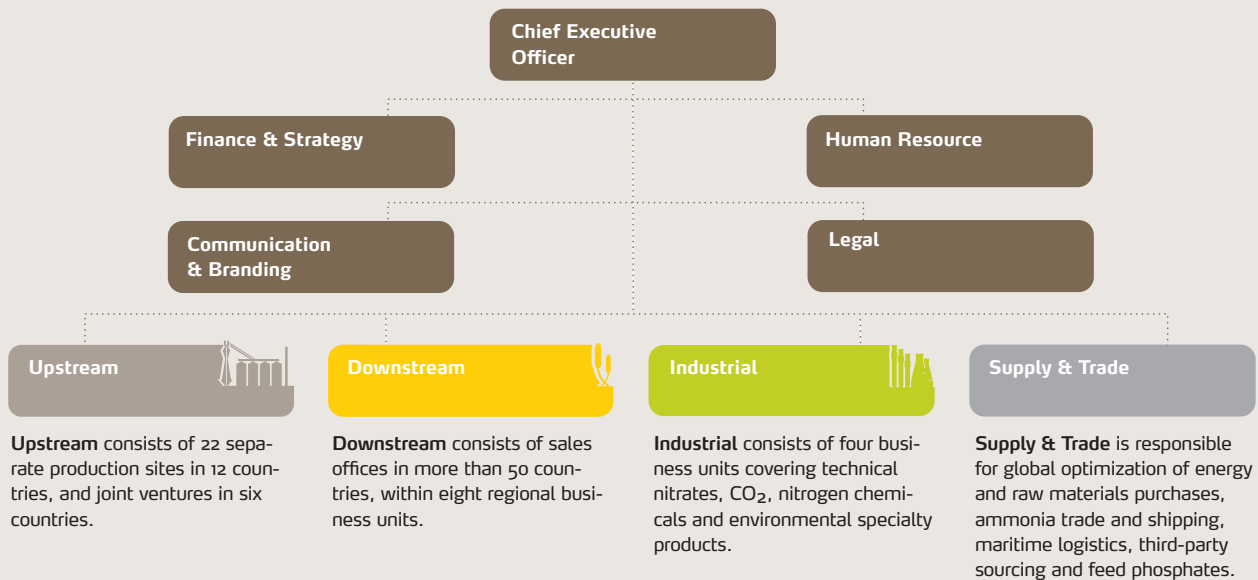 Chief Executive
Officer
Finance & Strategy
Human Resource
Communication
& Branding
Legal
Upstream
Downstream
Industrial
Supply & Trade
Upstream consists of 22 sepa-
rate production sites in 12 coun-
tries, and joint ventures in six
countries.
Downstream consists of sales
offices in more than 50 coun-
tries, within eight regional busi-
ness units.
Industrial consists of four busi-
ness units covering technical
nitrates, CO₂, nitrogen chemi-
cals and environmental specialty
products.
Supply & Trade is responsible
for global optimization of energy
and raw materials purchases,
ammonia trade and shipping,
maritime logistics, third-party
sourcing and feed phosphates.